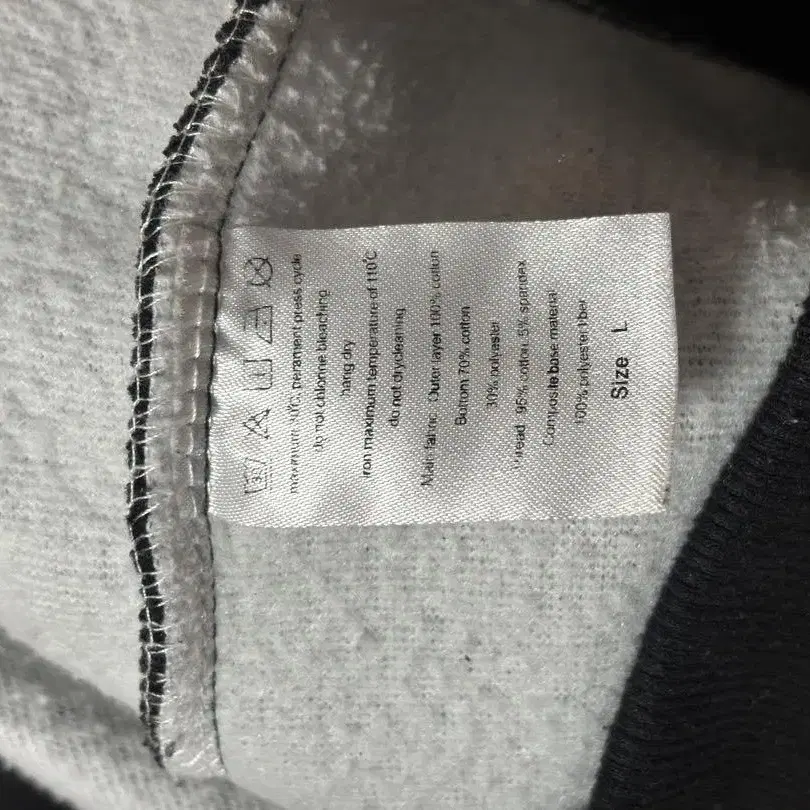 maximum 30℃, perament press cycle
Do not chlorine bleaching
hang dry
Iron maximum temperature of 110℃
do not drycleaning
Main fabric Outer layer 100% cotton
Bottom 70% cotton
30% polyester
Thread 95% cotton 5% spandex
Composite base material
100% polyester fiber
Size L